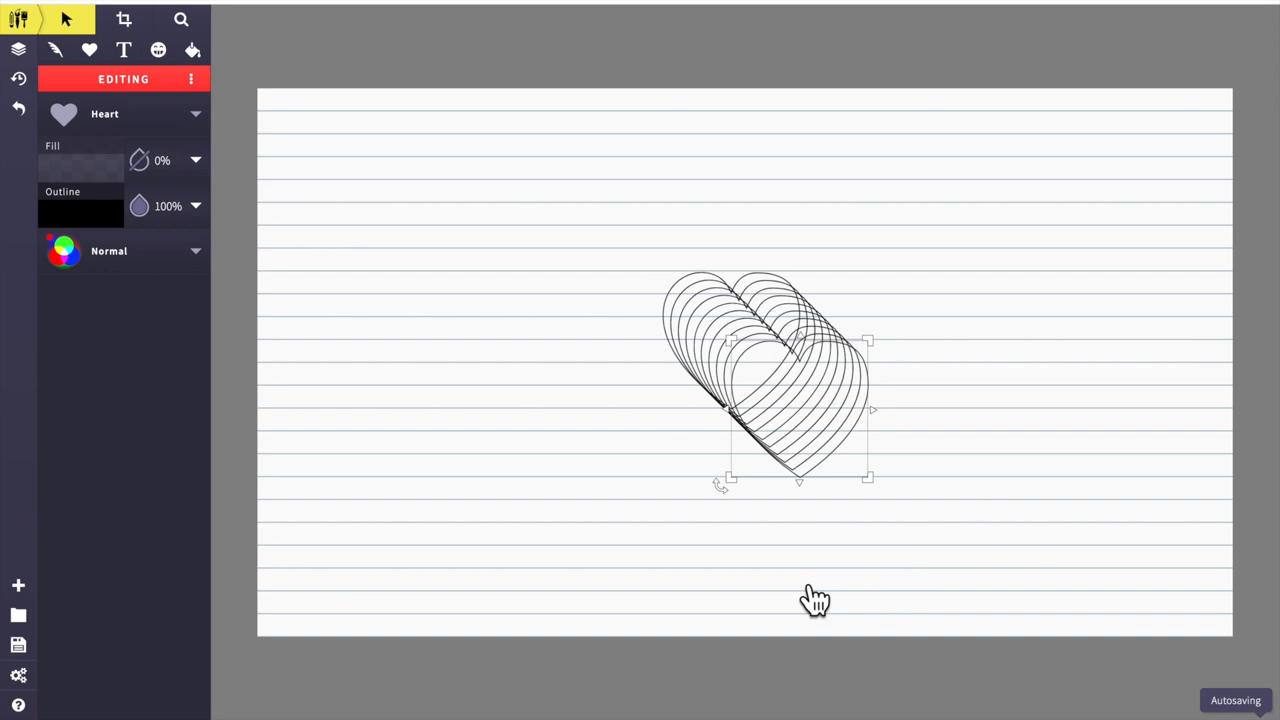 EDITING
Heart
Fill
0%
Outline
100%
Normal
Autosaving